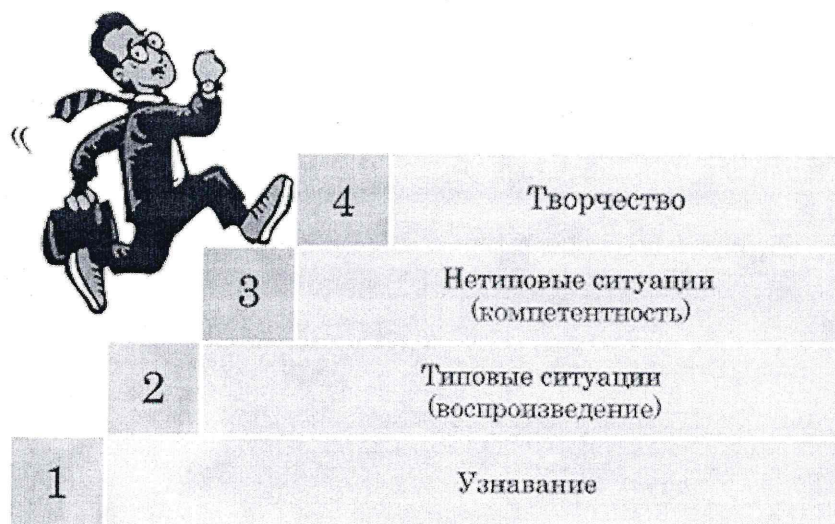 4 Творчество
3 Нетиповые ситуации
(компетентность)
2 Типовые ситуации
(воспроизведение)
1 Узнавание